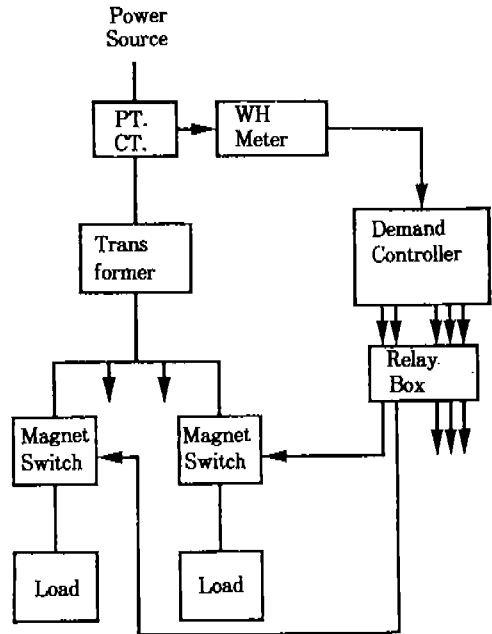 Power
Source
PT.
CT.
WH
Meter
Trans
former
Demand
Controller
Relay
Box
Magnet
Switch
Magnet
Switch
Load
Load